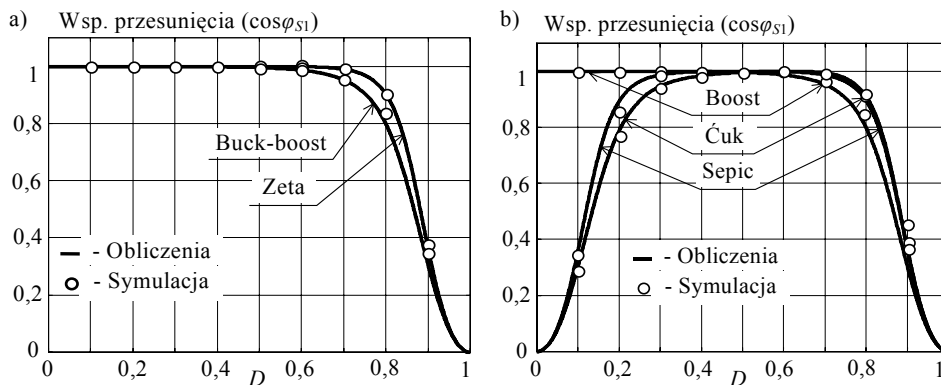 a)
Wsp. przesunięcia (cosφS1)
1
0,8
0,6
0,4
0,2
0
Buck-boost
Zeta
- Obliczenia
- Symulacja
0
0,2
0,4
D
0,6
0,8
1
b)
Wsp. przesunięcia (cosφS1)
1
0,8
0,6
0,4
0,2
0
Boost
Ćuk
Sepic
- Obliczenia
- Symulacja
0
0,2
0,4
D
0,6
0,8
1